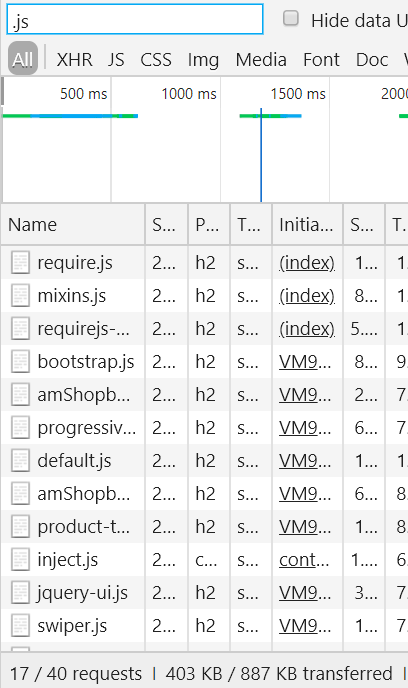 .js
Hide data U
All XHR JS CSS Img Media Font Doc W
500 ms 1000 ms 1500 ms 2000
Name S... P... T... Initia... S... T.
require.js 2... h2 s... (index) 1... 1.
mixins.js 2... h2 s... (index) 8... 1.
requirejs-... 2... h2 s... (index) 5.... 1.
bootstrap.js 2... h2 s... VM9... 8... 9.
amShopb... 2... h2 s... VM9... 2... 7.
progressiv... 2... h2 s... VM9... 6... 7.
default.js 2... h2 s... VM9... 1... 1.
amShopb... 2... h2 s... VM9... 6... 8.
product-t... 2... h2 s... VM9... 1... 8.
inject.js 2... c... s... cont... 1.... 6.
jquery-ui.js 2... h2 s... VM9... 3... 7.
swiper.js 2... h2 s... VM9... 1... 7.
17 / 40 requests 403 KB / 887 KB transferred